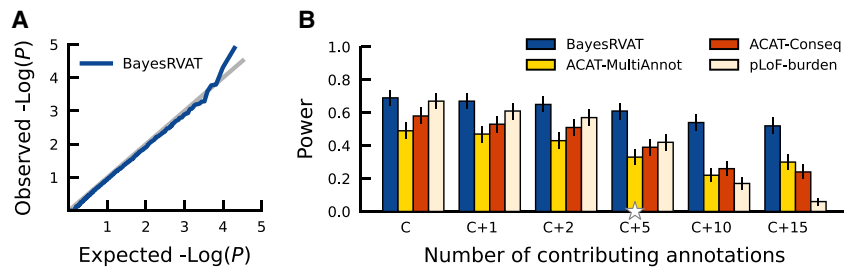 A
5
4
3
2
1
BayesRVAT
Observed -Log(P)
1 2 3 4 5
Expected -Log(P)
B
1.0
0.8
0.6
0.4
0.2
0.0
Power
BayesRVAT ACAT-Conseq
ACAT-MultiAnnot pLoF-burden
C C+1 C+2 C+5 C+10 C+15
Number of contributing annotations